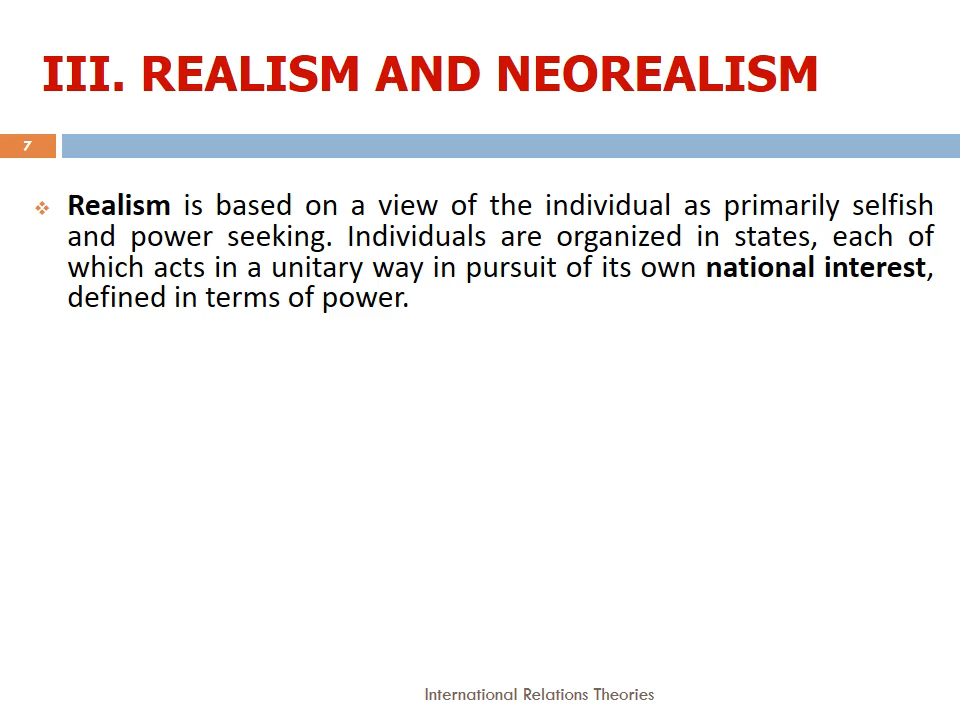 III. REALISM AND NEOREALISM
7
Realism is based on a view of the individual as primarily selfish
and power seeking. Individuals are organized in states, each of
which acts in a unitary way in pursuit of its own national interest,
defined in terms of power.
International Relations Theories